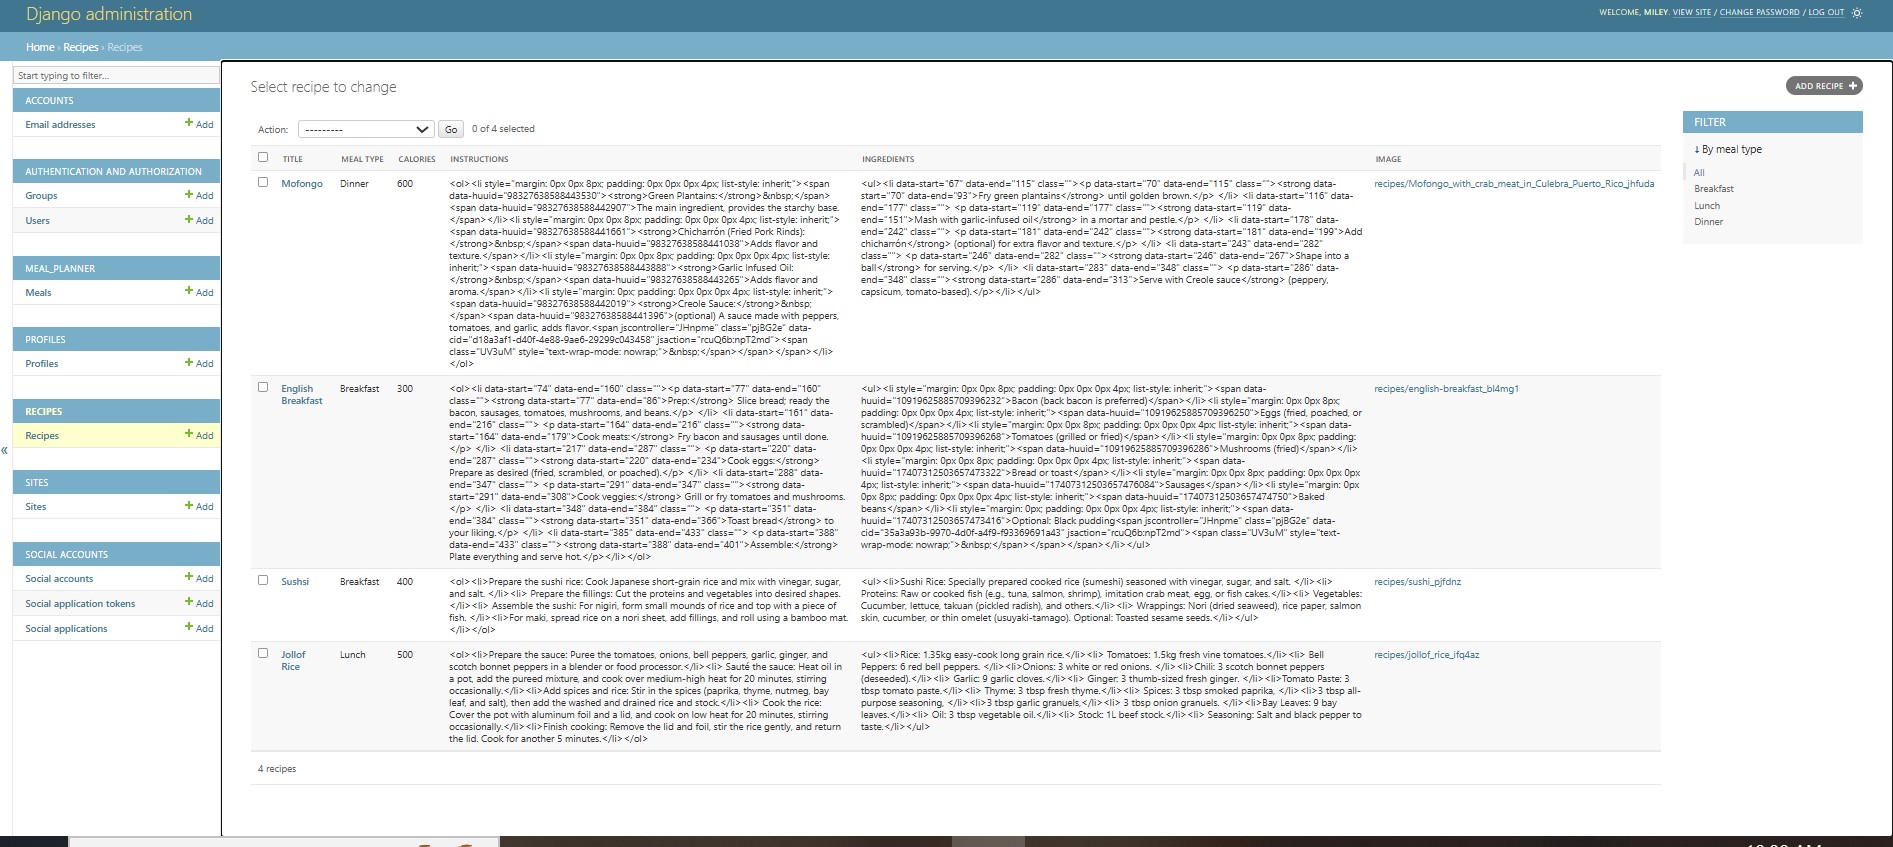 Django administration
WELCOME, MILEY. VIEW SITE / CHANGE PASSWORD / LOG OUT
Home › Recipes › Recipes
Start typing to filter...
ACCOUNTS
Email addresses + Add
AUTHENTICATION AND AUTHORIZATION
Groups + Add
Users + Add
MEAL_PLANNER
Meals + Add
PROFILES
Profiles + Add
RECIPES
Recipes + Add
SITES
Sites + Add
SOCIAL ACCOUNTS
Social accounts + Add
Social application tokens + Add
Social applications + Add
«
Select recipe to change
ADD RECIPE +
Action: --------- Go 0 of 4 selected
TITLE MEAL TYPE CALORIES INSTRUCTIONS INGREDIENTS IMAGE
Mofongo Dinner 600
<ol><li style="margin: 0px 0px 8px; padding: 0px 0px 0px 4px; list-style: inherit;"><span
data-huuid="98327638588443530"><strong>Green Plantains:</strong>&nbsp;</span>
<span data-huuid="98327638588442907">The main ingredient, provides the starchy base.
</span></li><li style="margin: 0px 0px 8px; padding: 0px 0px 0px 4px; list-style: inherit;">
<span data-huuid="98327638588441661"><strong>Chicharrón (Fried Pork Rinds):
</strong>&nbsp;</span><span data-huuid="98327638588441038">Adds flavor and
texture.</span></li><li style="margin: 0px 0px 8px; padding: 0px 0px 0px 4px; list-style:
inherit;"><span data-huuid="98327638588443888"><strong>Garlic Infused Oil:
</strong>&nbsp;</span><span data-huuid="98327638588443265">Adds flavor and
aroma.</span></li><li style="margin: 0px; padding: 0px 0px 0px 4px; list-style: inherit;">
<span data-huuid="98327638588442019"><strong>Creole Sauce:</strong>&nbsp;
</span><span data-huuid="98327638588441396">(optional) A sauce made with peppers,
tomatoes, and garlic, adds flavor.<span jscontroller="JHnpme" class="pjBG2e" data-
cid="d18a3af1-d40f-4e88-9ae6-29299c043458" jsaction="rcuQ6b:npT2md"><span
class="UV3uM" style="text-wrap-mode: nowrap;">&nbsp;</span></span></span></li>
</ol>
<ul><li data-start="67" data-end="115" class=""><p data-start="70" data-end="115" class=""><strong data-
start="70" data-end="93">Fry green plantains</strong> until golden brown.</p> </li> <li data-start="116" data-
end="177" class=""> <p data-start="119" data-end="177" class=""><strong data-start="119" data-
end="151">Mash with garlic-infused oil</strong> in a mortar and pestle.</p> </li> <li data-start="178" data-
end="242" class=""> <p data-start="181" data-end="242" class=""><strong data-start="181" data-end="199">Add
chicharrón</strong> (optional) for extra flavor and texture.</p> </li> <li data-start="243" data-end="282"
class=""> <p data-start="246" data-end="282" class=""><strong data-start="246" data-end="267">Shape into a
ball</strong> for serving.</p> </li> <li data-start="283" data-end="348" class=""> <p data-start="286" data-
end="348" class=""><strong data-start="286" data-end="313">Serve with Creole sauce</strong> (peppery,
capsicum, tomato-based).</p></li></ul>
recipes/Mofongo_with_crab_meat_in_Culebra_Puerto_Rico_jhfuda
English
Breakfast
Breakfast 300
<ol><li data-start="74" data-end="160" class=""><p data-start="77" data-end="160"
class=""><strong data-start="77" data-end="86">Prep:</strong> Slice bread; ready the
bacon, sausages, tomatoes, mushrooms, and beans.</p> </li> <li data-start="161" data-
end="216" class=""> <p data-start="164" data-end="216" class=""><strong data-
start="164" data-end="179">Cook meats:</strong> Fry bacon and sausages until done.
</p> </li> <li data-start="217" data-end="287" class=""> <p data-start="220" data-
end="287" class=""><strong data-start="220" data-end="234">Cook eggs:</strong>
Prepare as desired (fried, scrambled, or poached).</p> </li> <li data-start="288" data-
end="347" class=""> <p data-start="291" data-end="347" class=""><strong data-
start="291" data-end="308">Cook veggies:</strong> Grill or fry tomatoes and mushrooms.
</p> </li> <li data-start="348" data-end="384" class=""> <p data-start="351" data-
end="384" class=""><strong data-start="351" data-end="366">Toast bread</strong> to
your liking.</p> </li> <li data-start="385" data-end="433" class=""> <p data-start="388"
data-end="433" class=""><strong data-start="388" data-end="401">Assemble:</strong>
Plate everything and serve hot.</p></li></ol>
<ul><li style="margin: 0px 0px 8px; padding: 0px 0px 0px 4px; list-style: inherit;"><span data-
huuid="10919625885709396232">Bacon (back bacon is preferred)</span></li><li style="margin: 0px 0px 8px;
padding: 0px 0px 0px 4px; list-style: inherit;"><span data-huuid="10919625885709396250">Eggs (fried, poached, or
scrambled)</span></li><li style="margin: 0px 0px 8px; padding: 0px 0px 0px 4px; list-style: inherit;"><span data-
huuid="10919625885709396268">Tomatoes (grilled or fried)</span></li><li style="margin: 0px 0px 8px; padding:
0px 0px 0px 4px; list-style: inherit;"><span data-huuid="10919625885709396286">Mushrooms (fried)</span></li>
<li style="margin: 0px 0px 8px; padding: 0px 0px 0px 4px; list-style: inherit;"><span data-
huuid="17407312503657473322">Bread or toast</span></li><li style="margin: 0px 0px 8px; padding: 0px 0px 0px
4px; list-style: inherit;"><span data-huuid="17407312503657476084">Sausages</span></li><li style="margin: 0px
0px 8px; padding: 0px 0px 0px 4px; list-style: inherit;"><span data-huuid="17407312503657474750">Baked
beans</span></li><li style="margin: 0px 0px 8px; padding: 0px 0px 0px 4px; list-style: inherit;"><span data-
huuid="17407312503657473416">Optional: Black pudding<span jscontroller="JHnpme" class="pjBG2e" data-
cid="35a3a93b-9970-4d0f-a4f9-f93369691a43" jsaction="rcuQ6b:npT2md"><span class="UV3uM" style="text-
wrap-mode: nowrap;">&nbsp;</span></span></span></li></ul>
recipes/english-breakfast_bl4mg1
Sushsi Breakfast 400
<ol><li>Prepare the sushi rice: Cook Japanese short-grain rice and mix with vinegar, sugar,
and salt. </li><li> Prepare the fillings: Cut the proteins and vegetables into desired shapes.
</li><li> Assemble the sushi: For nigiri, form small mounds of rice and top with a piece of
fish. </li><li>For maki, spread rice on a nori sheet, add fillings, and roll using a bamboo mat.
</li></ol>
<ul><li>Sushi Rice: Specially prepared cooked rice (sumeshi) seasoned with vinegar, sugar, and salt. </li><li>
Proteins: Raw or cooked fish (e.g., tuna, salmon, shrimp), imitation crab meat, egg, or fish cakes.</li><li> Vegetables:
Cucumber, lettuce, takuan (pickled radish), and others.</li><li> Wrappings: Nori (dried seaweed), rice paper, salmon
skin, cucumber, or thin omelet (usuyaki-tamago). Optional: Toasted sesame seeds.</li></ul>
recipes/sushi_pjfdnz
Jollof
Rice
Lunch 500
<ol><li>Prepare the sauce: Puree the tomatoes, onions, bell peppers, garlic, ginger, and
scotch bonnet peppers in a blender or food processor.</li><li> Sauté the sauce: Heat oil in
a pot, add the pureed mixture, and cook over medium-high heat for 20 minutes, stirring
occasionally.</li><li>Add spices and rice: Stir in the spices (paprika, thyme, nutmeg, bay
leaf, and salt), then add the washed and drained rice and stock.</li><li> Cook the rice:
Cover the pot with aluminum foil and a lid, and cook on low heat for 20 minutes, stirring
occasionally.</li><li>Finish cooking: Remove the lid and foil, stir the rice gently, and return
the lid. Cook for another 5 minutes.</li></ol>
<ul><li>Rice: 1.35kg easy-cook long grain rice.</li><li> Tomatoes: 1.5kg fresh vine tomatoes.</li><li> Bell
Peppers: 6 red bell peppers. </li><li>Onions: 3 white or red onions. </li><li>Chili: 3 scotch bonnet peppers
(deseeded).</li><li> Garlic: 9 garlic cloves.</li><li> Ginger: 3 thumb-sized fresh ginger. </li><li>Tomato Paste: 3
tbsp tomato paste.</li><li> Thyme: 3 tbsp fresh thyme.</li><li> Spices: 3 tbsp smoked paprika, </li><li>3 tbsp all-
purpose seasoning, </li><li>3 tbsp garlic granuels,</li><li>3 tbsp onion granuels. </li><li>Bay Leaves: 9 bay
leaves.</li><li> Oil: 3 tbsp vegetable oil.</li><li> Stock: 1L beef stock.</li><li> Seasoning: Salt and black pepper to
taste.</li></ul>
recipes/jollof_rice_ifq4az
4 recipes
FILTER
↓ By meal type
All
Breakfast
Lunch
Dinner